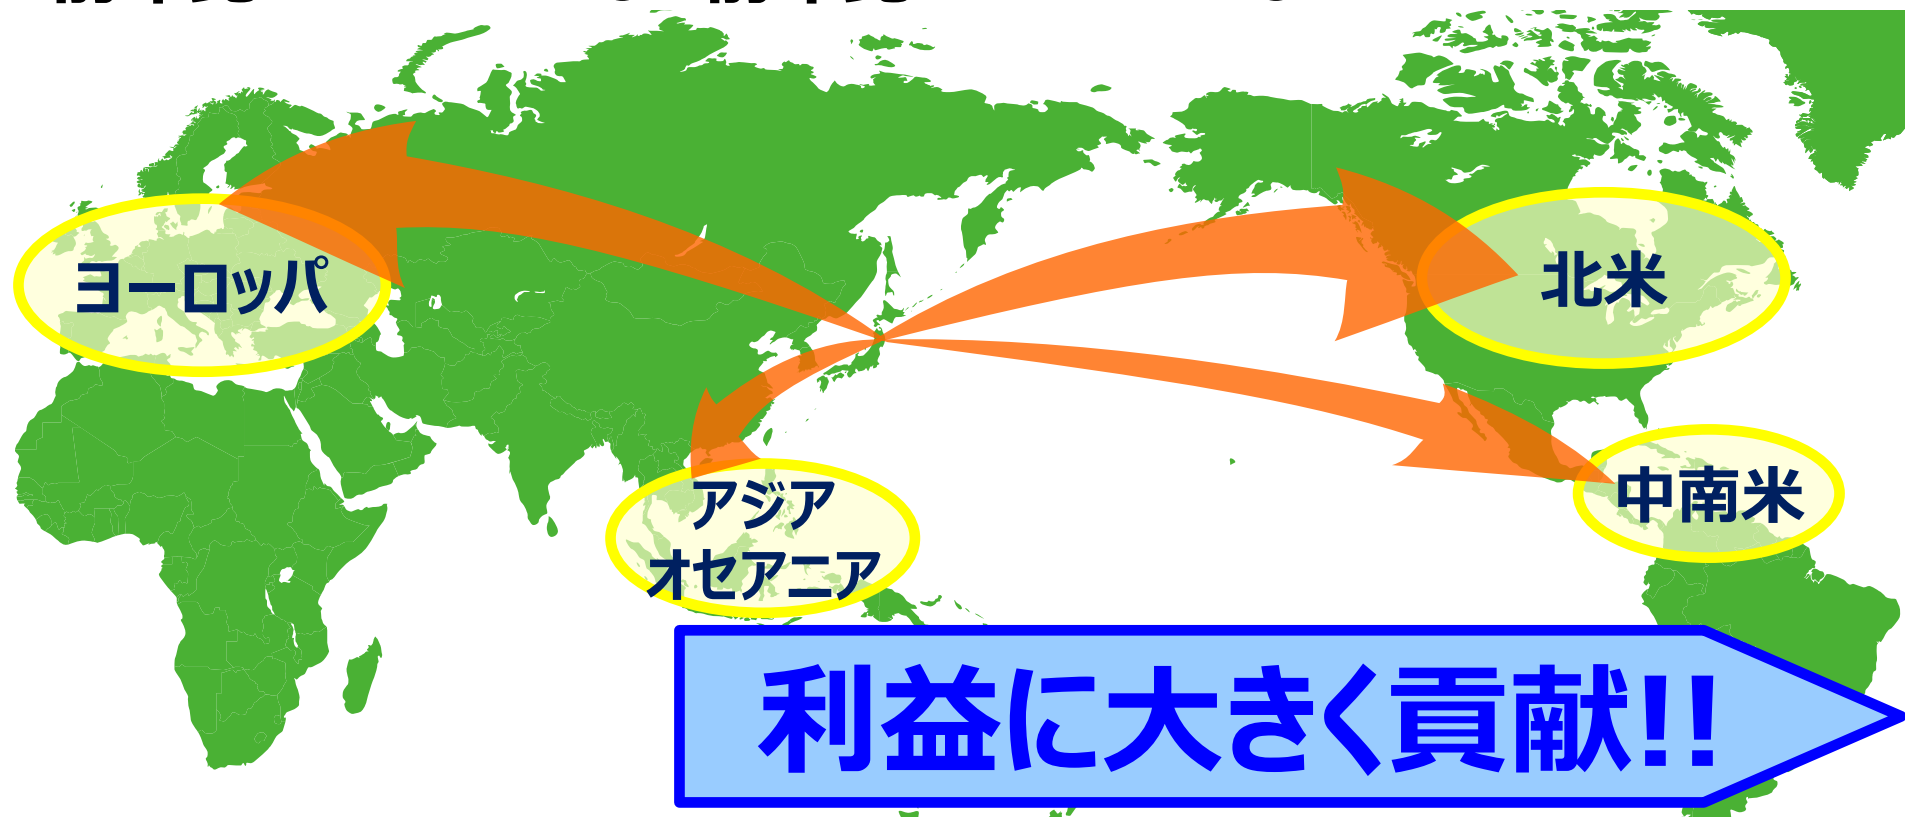 ヨーロッパ
北米
中南米
アジア
オセアニア
利益に大きく貢献!!